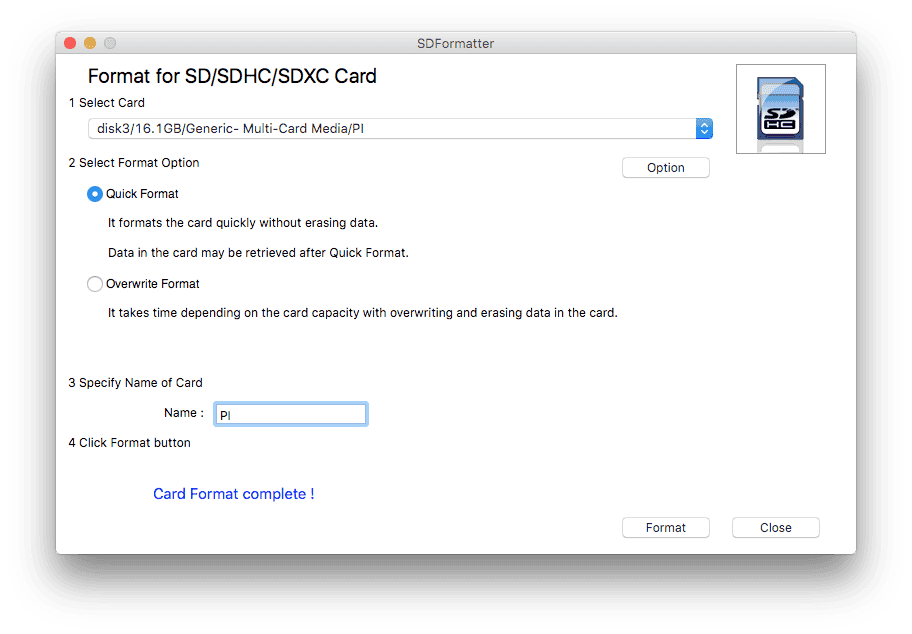 SDFormatter
Format for SD/SDHC/SDXC Card
1 Select Card
disk3/16.1GB/Generic- Multi-Card Media/PI
2 Select Format Option
Option
Quick Format
It formats the card quickly without erasing data.
Data in the card may be retrieved after Quick Format.
Overwrite Format
It takes time depending on the card capacity with overwriting and erasing data in the card.
3 Specify Name of Card
Name : PI
4 Click Format button
Card Format complete !
Format Close
SD
HC